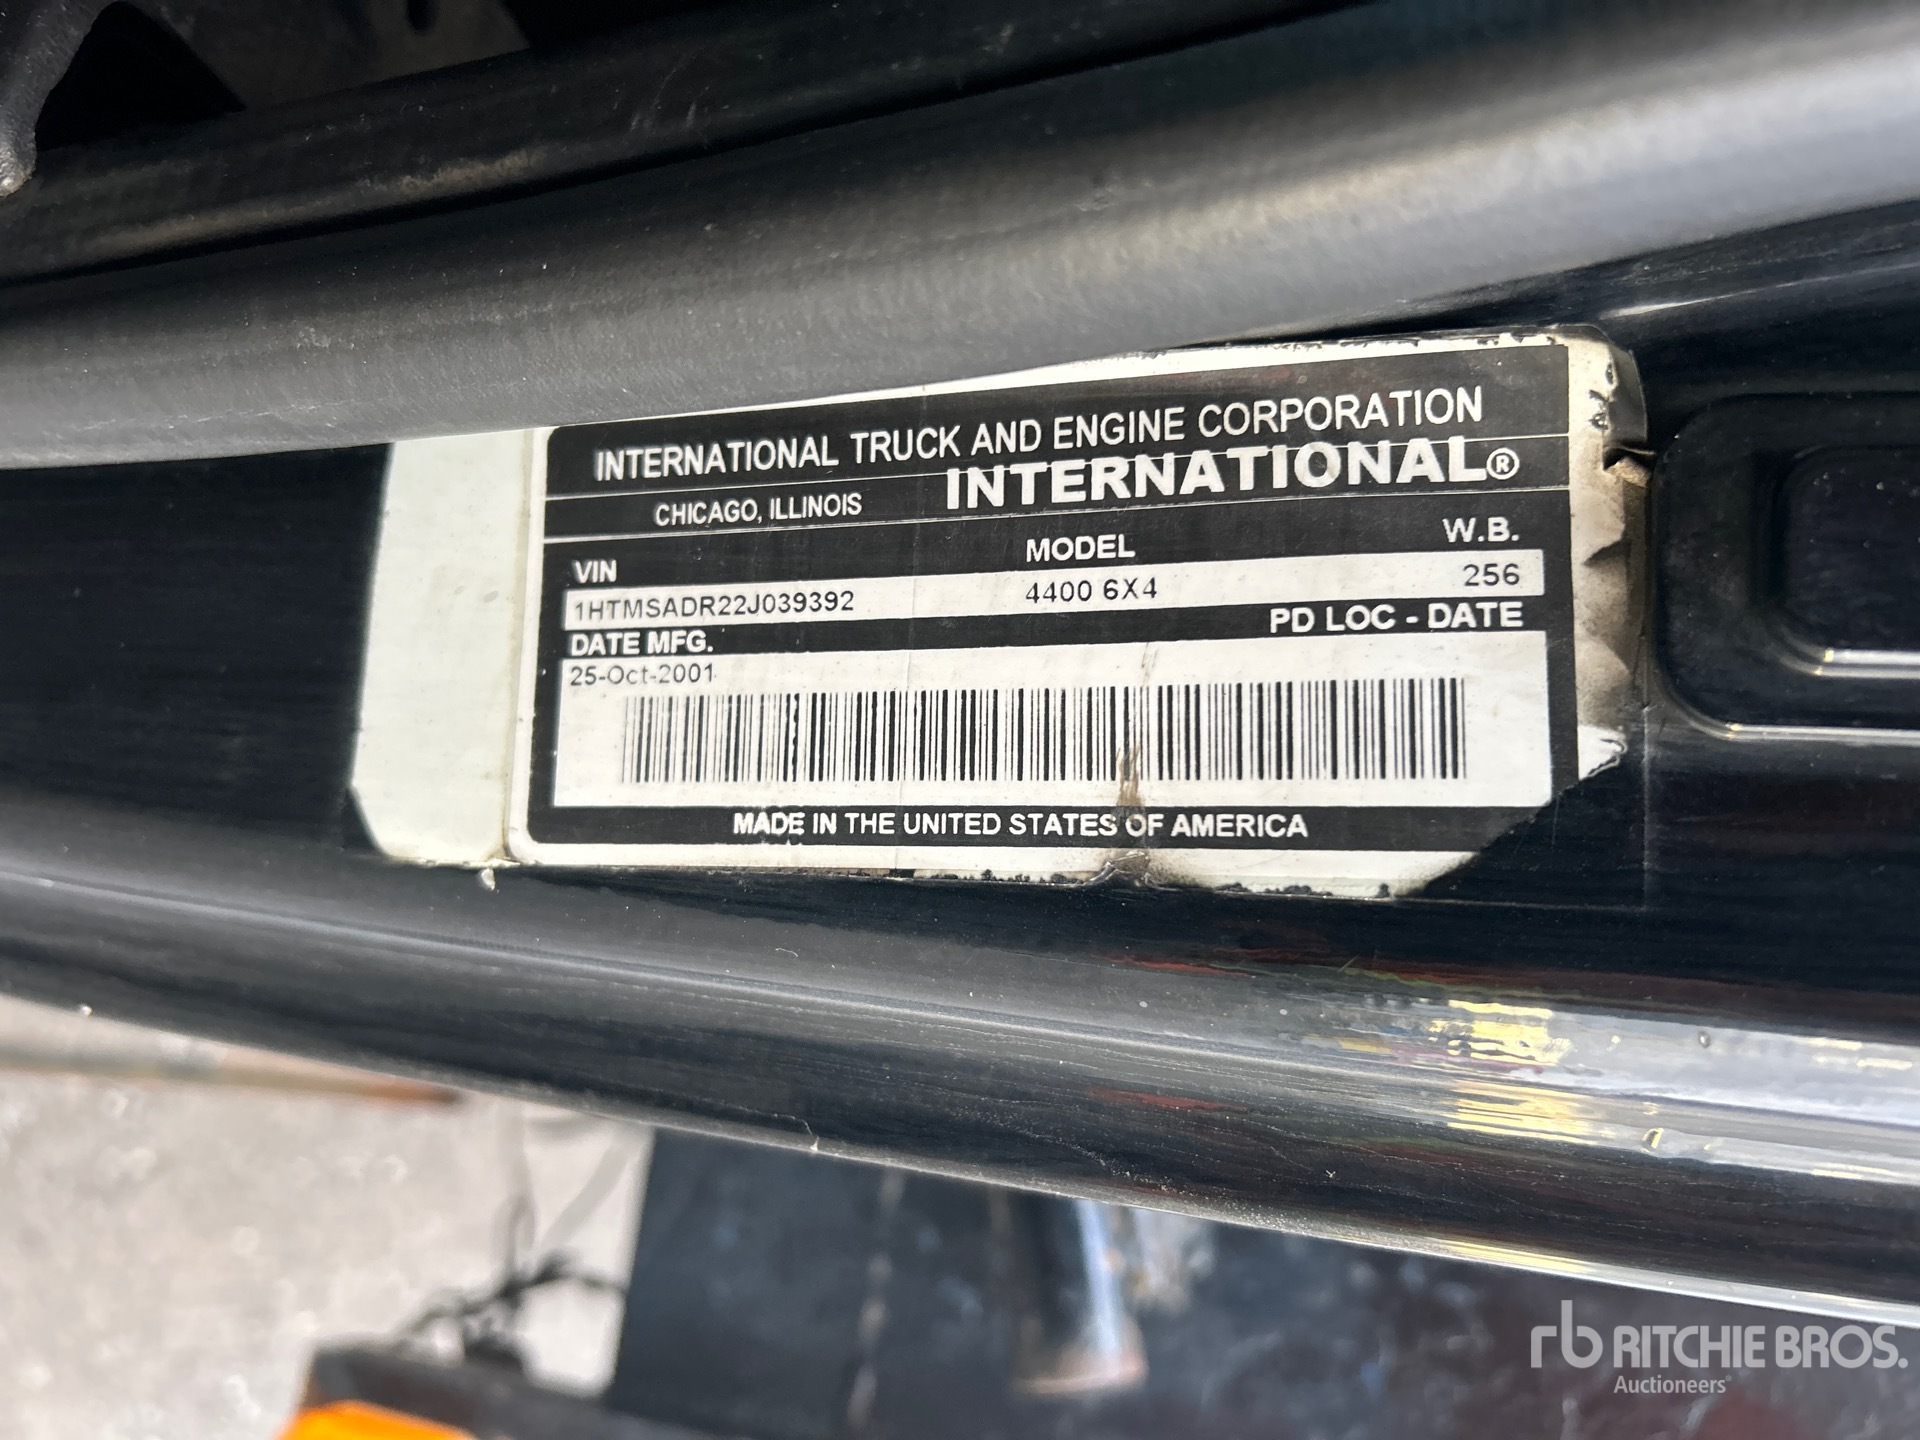 INTERNATIONAL TRUCK AND ENGINE CORPORATION
CHICAGO, ILLINOIS INTERNATIONAL®
VIN MODEL W.B.
1HTMSADR22J039392 4400 6X4 256
DATE MFG. PD LOC - DATE
25-Oct-2001
MADE IN THE UNITED STATES OF AMERICA
rb RITCHIE BROS.
Auctioneers